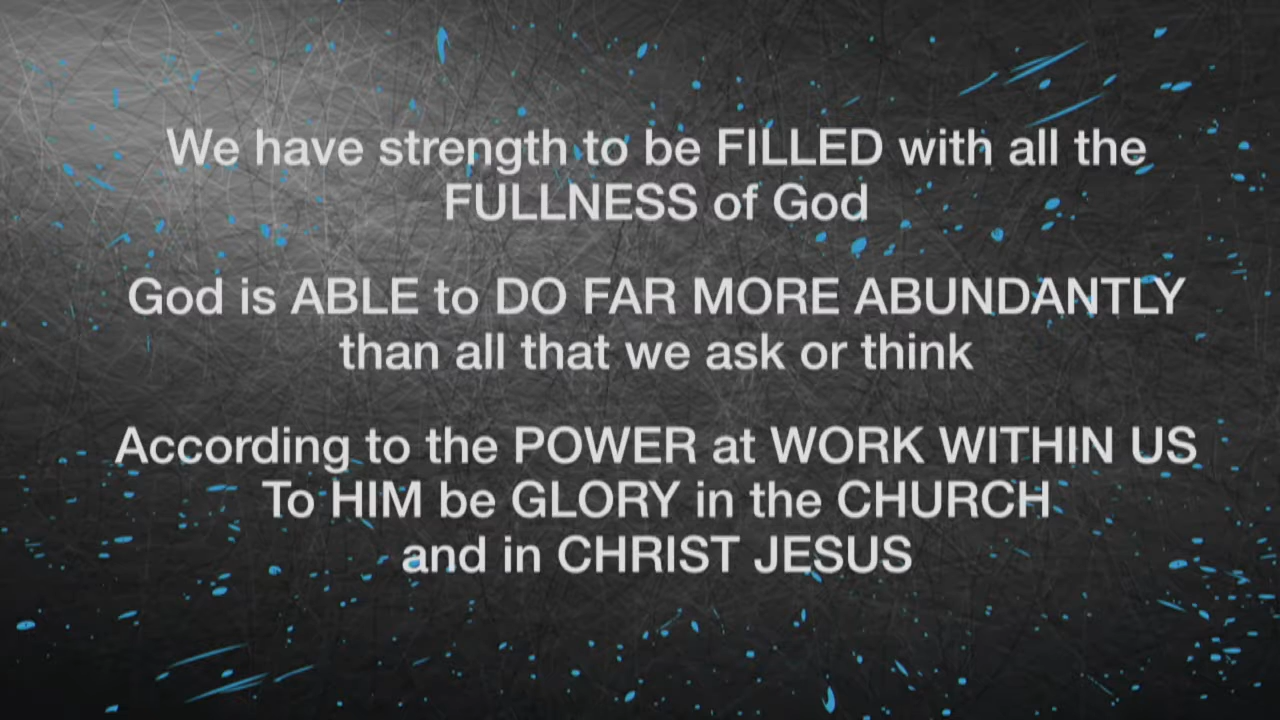 We have strength to be FILLED with all the
FULLNESS of God
God is ABLE to DO FAR MORE ABUNDANTLY
than all that we ask or think
According to the POWER at WORK WITHIN US
To HIM be GLORY in the CHURCH
and in CHRIST JESUS